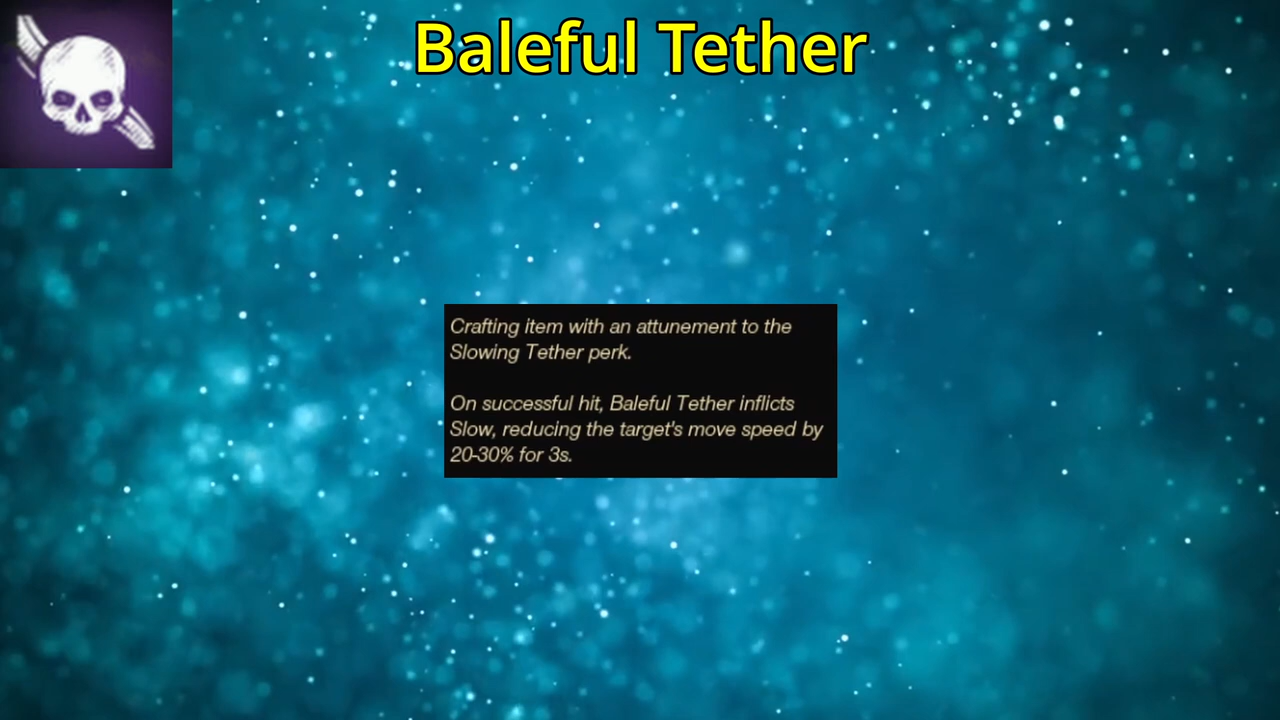 Baleful Tether
Crafting item with an attunement to the
Slowing Tether perk.
On successful hit, Baleful Tether inflicts
Slow, reducing the target's move speed by
20-30% for 3s.